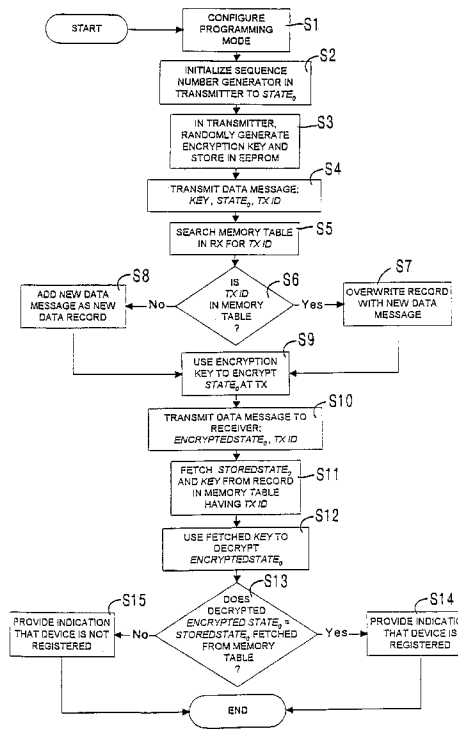 START
CONFIGURE
PROGRAMMING
MODE
S1
S2
INITIALIZE SEQUENCE
NUMBER GENERATOR IN
TRANSMITTER TO STATE₀
S3
IN TRANSMITTER,
RANDOMLY GENERATE
ENCRYPTION KEY AND
STORE IN EEPROM
S4
TRANSMIT DATA MESSAGE:
KEY, STATE₀, TX ID
S5
SEARCH MEMORY TABLE
IN RX FOR TX ID
S6
IS
TX ID
IN MEMORY
TABLE
?
No
Yes
S8
ADD NEW DATA
MESSAGE AS NEW
DATA RECORD
S7
OVERWRITE RECORD
WITH NEW DATA
MESSAGE
S9
USE ENCRYPTION
KEY TO ENCRYPT
STATE₀ AT TX
S10
TRANSMIT DATA MESSAGE TO
RECEIVER:
ENCRYPTEDSTATE₀, TX ID
S11
FETCH STOREDSTATE₀
AND KEY FROM RECORD
IN MEMORY TABLE
HAVING TX ID
S12
USE FETCHED KEY TO
DECRYPT
ENCRYPTEDSTATE₀
S13
DOES
DECRYPTED
ENCRYPTED STATE₀ =
STOREDSTATE₀ FETCHED
FROM MEMORY
TABLE
?
No
Yes
S15
PROVIDE INDICATION
THAT DEVICE IS NOT
REGISTERED
S14
PROVIDE INDICATION
THAT DEVICE IS
REGISTERED
END